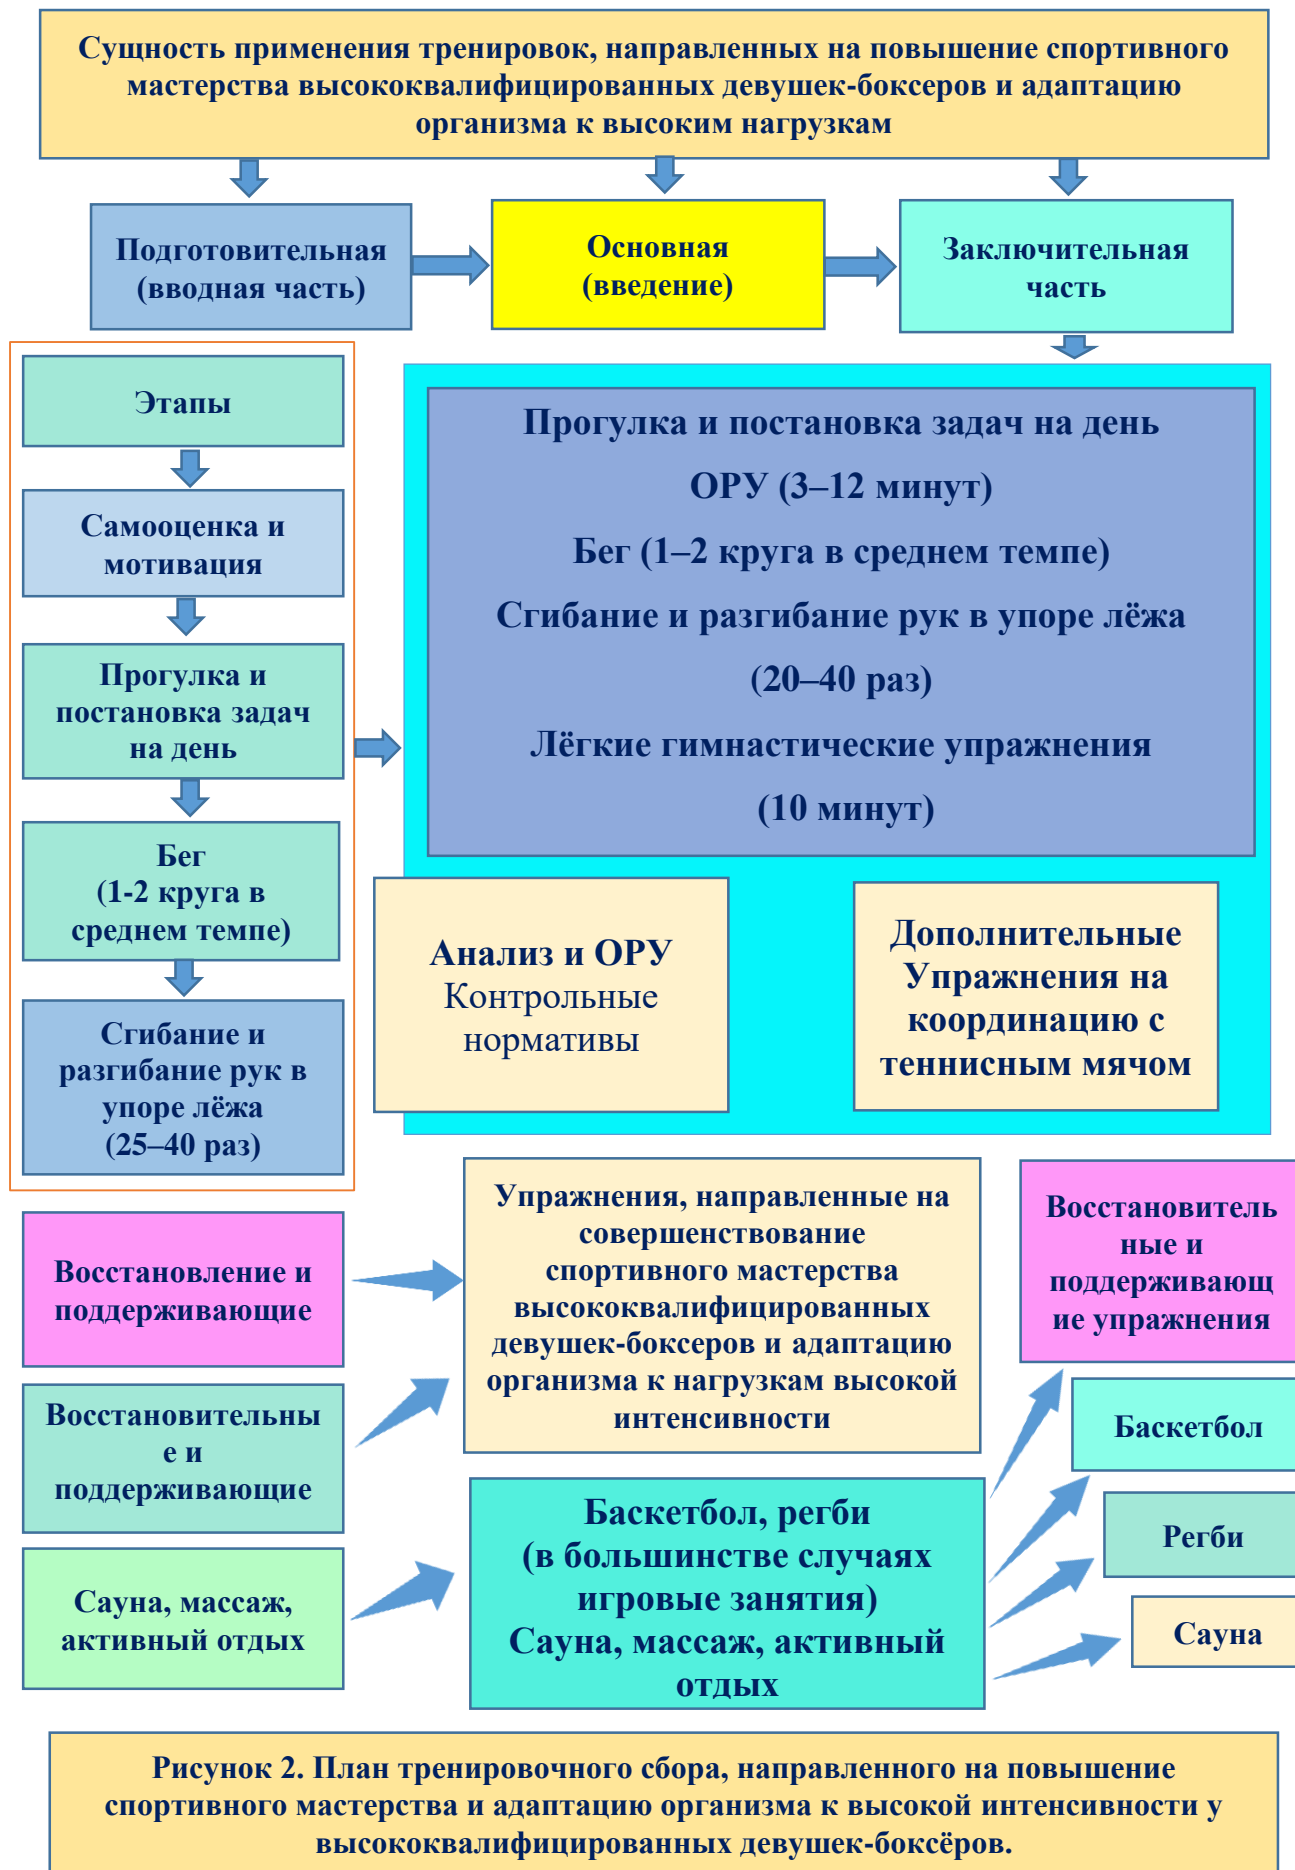 Сущность применения тренировок, направленных на повышение спортивного
мастерства высококвалифицированных девушек-боксеров и адаптацию
организма к высоким нагрузкам
Подготовительная
(вводная часть)
Основная
(введение)
Заключительная
часть
Этапы
Самооценка и
мотивация
Прогулка и
постановка задач
на день
Бег
(1-2 круга в
среднем темпе)
Сгибание и
разгибание рук в
упоре лёжа
(25–40 раз)
Прогулка и постановка задач на день
ОРУ (3–12 минут)
Бег (1–2 круга в среднем темпе)
Сгибание и разгибание рук в упоре лёжа
(20–40 раз)
Лёгкие гимнастические упражнения
(10 минут)
Анализ и ОРУ
Контрольные
нормативы
Дополнительные
Упражнения на
координацию с
теннисным мячом
Восстановление и
поддерживающие
Восстановительны
е и
поддерживающие
Сауна, массаж,
активный отдых
Упражнения, направленные на
совершенствование
спортивного мастерства
высококвалифицированных
девушек-боксеров и адаптацию
организма к нагрузкам высокой
интенсивности
Баскетбол, регби
(в большинстве случаях
игровые занятия)
Сауна, массаж, активный
отдых
Восстановитель
ные и
поддерживающ
ие упражнения
Баскетбол
Регби
Сауна
Рисунок 2. План тренировочного сбора, направленного на повышение
спортивного мастерства и адаптацию организма к высокой интенсивности у
высококвалифицированных девушек-боксёров.